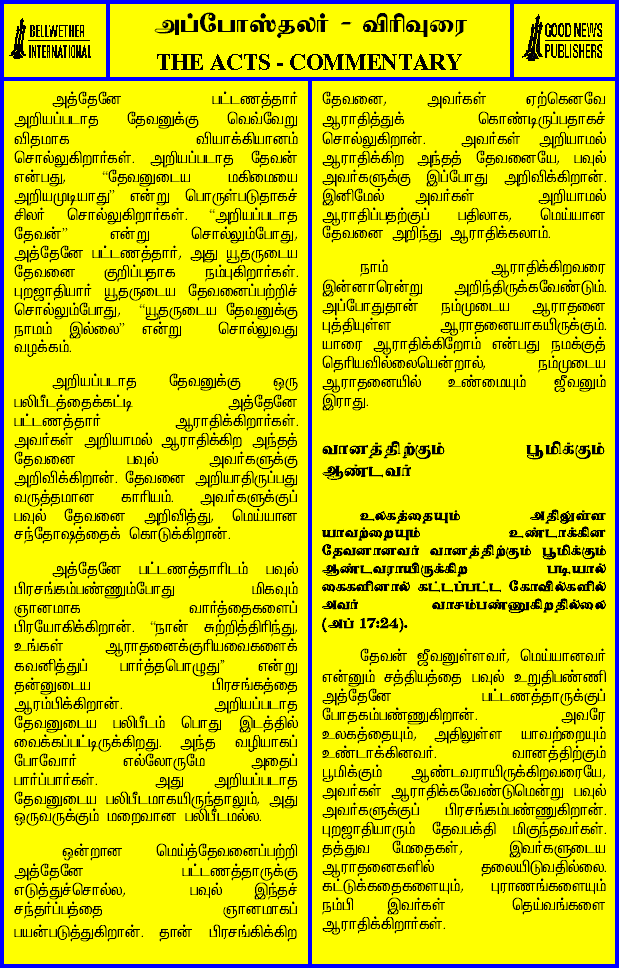 BELLWETHER
INTERNATIONAL
அப்போஸ்தலர் - விரிவுரை
THE ACTS - COMMENTARY
GOOD NEWS
PUBLISHERS
அத்தேனே பட்டணத்தார்
அறியப்படாத தேவனுக்கு வெவ்வேறு
விதமாக வியாக்கியானம்
சொல்லுகிறார்கள். அறியப்படாத தேவன்
என்பது, “தேவனுடைய மகிமையை
அறியமுடியாது” என்று பொருள்படுதாகச்
சிலர் சொல்லுகிறார்கள். “அறியப்படாத
தேவன்” என்று சொல்லும்போது,
அத்தேனே பட்டணத்தார், அது யூதருடைய
தேவனை குறிப்பதாக நம்புகிறார்கள்.
புறஜாதியார் யூதருடைய தேவனைப்பற்றிச்
சொல்லும்போது, “யூதருடைய தேவனுக்கு
நாமம் இல்லை” என்று சொல்லுவது
வழக்கம்.
அறியப்படாத தேவனுக்கு ஒரு
பலிபீடத்தைக்கட்டி அத்தேனே
பட்டணத்தார் ஆராதிக்கிறார்கள்.
அவர்கள் அறியாமல் ஆராதிக்கிற அந்தத்
தேவனை பவுல் அவர்களுக்கு
அறிவிக்கிறான். தேவனை அறியாதிருப்பது
வருத்தமான காரியம். அவர்களுக்குப்
பவுல் தேவனை அறிவித்து, மெய்யான
சந்தோஷத்தைக் கொடுக்கிறான்.
அத்தேனே பட்டணத்தாரிடம் பவுல்
பிரசங்கம்பண்ணும்போது மிகவும்
ஞானமாக வார்த்தைகளைப்
பிரயோகிக்கிறான். “நான் சுற்றித்திரிந்து,
உங்கள் ஆராதனைக்குரியவைகளைக்
கவனித்துப் பார்த்தபொழுது” என்று
தன்னுடைய பிரசங்கத்தை
ஆரம்பிக்கிறான். அறியப்படாத
தேவனுடைய பலிபீடம் பொது இடத்தில்
வைக்கப்பட்டிருக்கிறது. அந்த வழியாகப்
போவோர் எல்லோருமே அதைப்
பார்ப்பார்கள். அது அறியப்படாத
தேவனுடைய பலிபீடமாகயிருந்தாலும், அது
ஒருவருக்கும் மறைவான பலிபீடமல்ல.
ஒன்றான மெய்த்தேவனைப்பற்றி
அத்தேனே பட்டணத்தாருக்கு
எடுத்துச்சொல்ல, பவுல் இந்தச்
சந்தர்ப்பத்தை ஞானமாகப்
பயன்படுத்துகிறான். தான் பிரசங்கிக்கிற
தேவனை, அவர்கள் ஏற்கெனவே
ஆராதித்துக் கொண்டிருப்பதாகச்
சொல்லுகிறான். அவர்கள் அறியாமல்
ஆராதிக்கிற அந்தத் தேவனையே, பவுல்
அவர்களுக்கு இப்போது அறிவிக்கிறான்.
இனிமேல் அவர்கள் அறியாமல்
ஆராதிப்பதற்குப் பதிலாக, மெய்யான
தேவனை அறிந்து ஆராதிக்கலாம்.
நாம் ஆராதிக்கிறவரை
இன்னாரென்று அறிந்திருக்கவேண்டும்.
அப்போதுதான் நம்முடைய ஆராதனை
புத்தியுள்ள ஆராதனையாகயிருக்கும்.
யாரை ஆராதிக்கிறோம் என்பது நமக்குத்
தெரியவில்லையென்றால், நம்முடைய
ஆராதனையில் உண்மையும் ஜீவனும்
இராது.
வானத்திற்கும் பூமிக்கும்
ஆண்டவர்
உலகத்தையும் அதிலுள்ள
யாவற்றையும் உண்டாக்கின
தேவனானவர் வானத்திற்கும் பூமிக்கும்
ஆண்டவராயிருக்கிற படியால்
கைகளினால் கட்டப்பட்ட கோவில்களில்
அவர் வாசம்பண்ணுகிறதில்லை
(அப் 17:24).
தேவன் ஜீவனுள்ளவர், மெய்யானவர்
என்னும் சத்தியத்தை பவுல் உறுதிபண்ணி
அத்தேனே பட்டணத்தாருக்குப்
போதகம்பண்ணுகிறான். அவரே
உலகத்தையும், அதிலுள்ள யாவற்றையும்
உண்டாக்கினவர். வானத்திற்கும்
பூமிக்கும் ஆண்டவராயிருக்கிறவரையே,
அவர்கள் ஆராதிக்கவேண்டுமென்று பவுல்
அவர்களுக்குப் பிரசங்கம்பண்ணுகிறான்.
புறஜாதியாரும் தேவபக்தி மிகுந்தவர்கள்.
தத்துவ மேதைகள், இவர்களுடைய
ஆராதனைகளில் தலையிடுவதில்லை.
கட்டுக்கதைகளையும், புராணங்களையும்
நம்பி இவர்கள் தெய்வங்களை
ஆராதிக்கிறார்கள்.